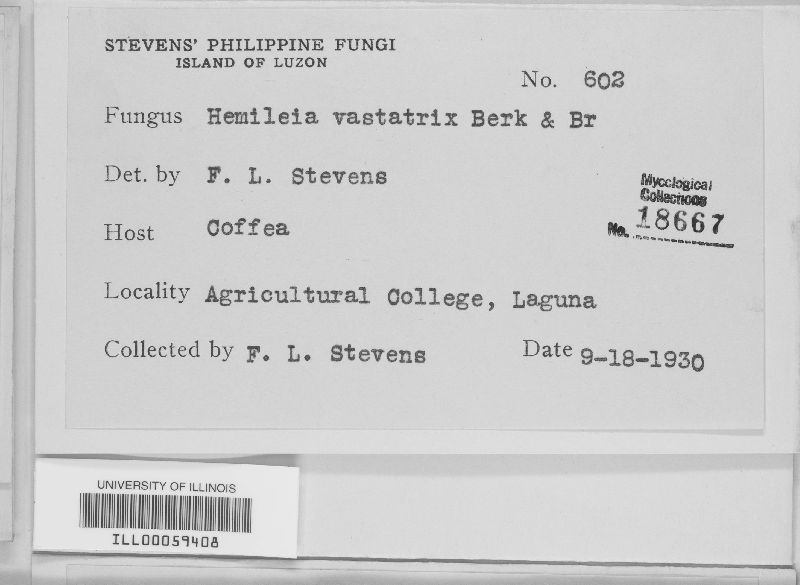 STEVENS' PHILIPPINE FUNGI
ISLAND OF LUZON
No. 602
Fungus Hemileia vastatrix Berk & Br
Det. by F. L. Stevens
Mycological
Collections
No. 18667
Host Coffea
Locality Agricultural College, Laguna
Collected by F. L. Stevens Date 9-18-1930
UNIVERSITY OF ILLINOIS
ILL00059408